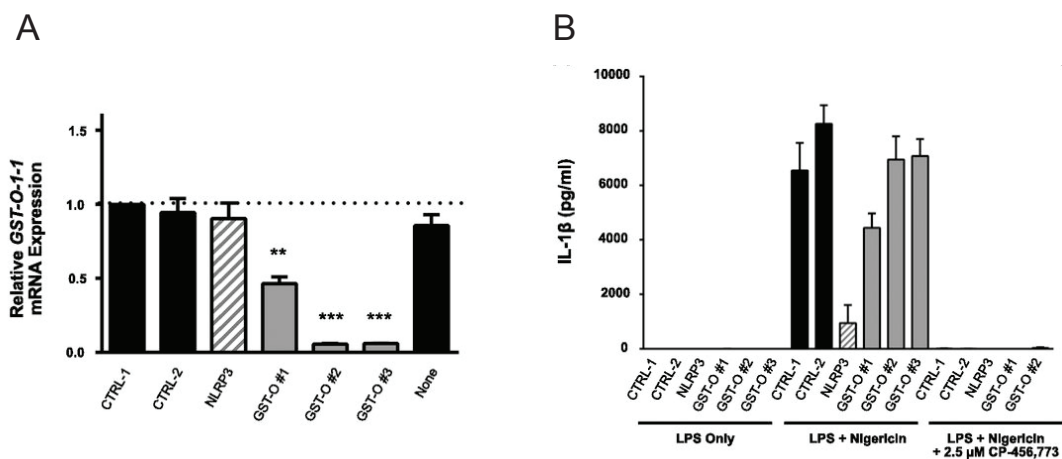 A
B
Relative GST-O-1-1
mRNA Expression
1.5
1.0
0.5
0.0
**
***
***
CTRL-1
CTRL-2
NLRP3
GST-O #1
GST-O #2
GST-O #3
None
IL-1β (pg/ml)
10000
8000
6000
4000
2000
0
CTRL-1
CTRL-2
NLRP3
GST-O #1
GST-O #2
GST-O #3
CTRL-1
CTRL-2
NLRP3
GST-O #1
GST-O #2
GST-O #3
CTRL-1
CTRL-2
NLRP3
GST-O #1
GST-O #2
LPS Only
LPS + Nigericin
LPS + Nigericin
+ 2.5 µM CP-456,773